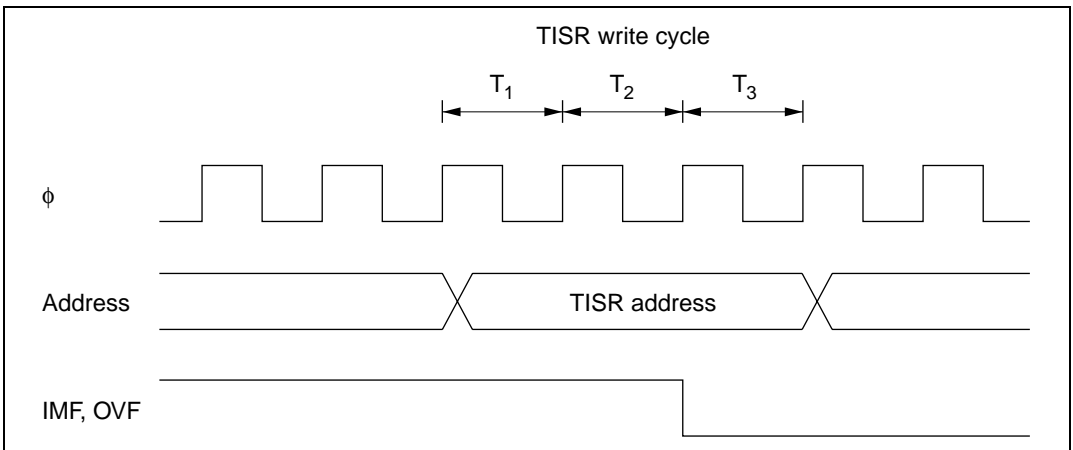 TISR write cycle
T1 T2 T3
ϕ
Address
TISR address
IMF, OVF